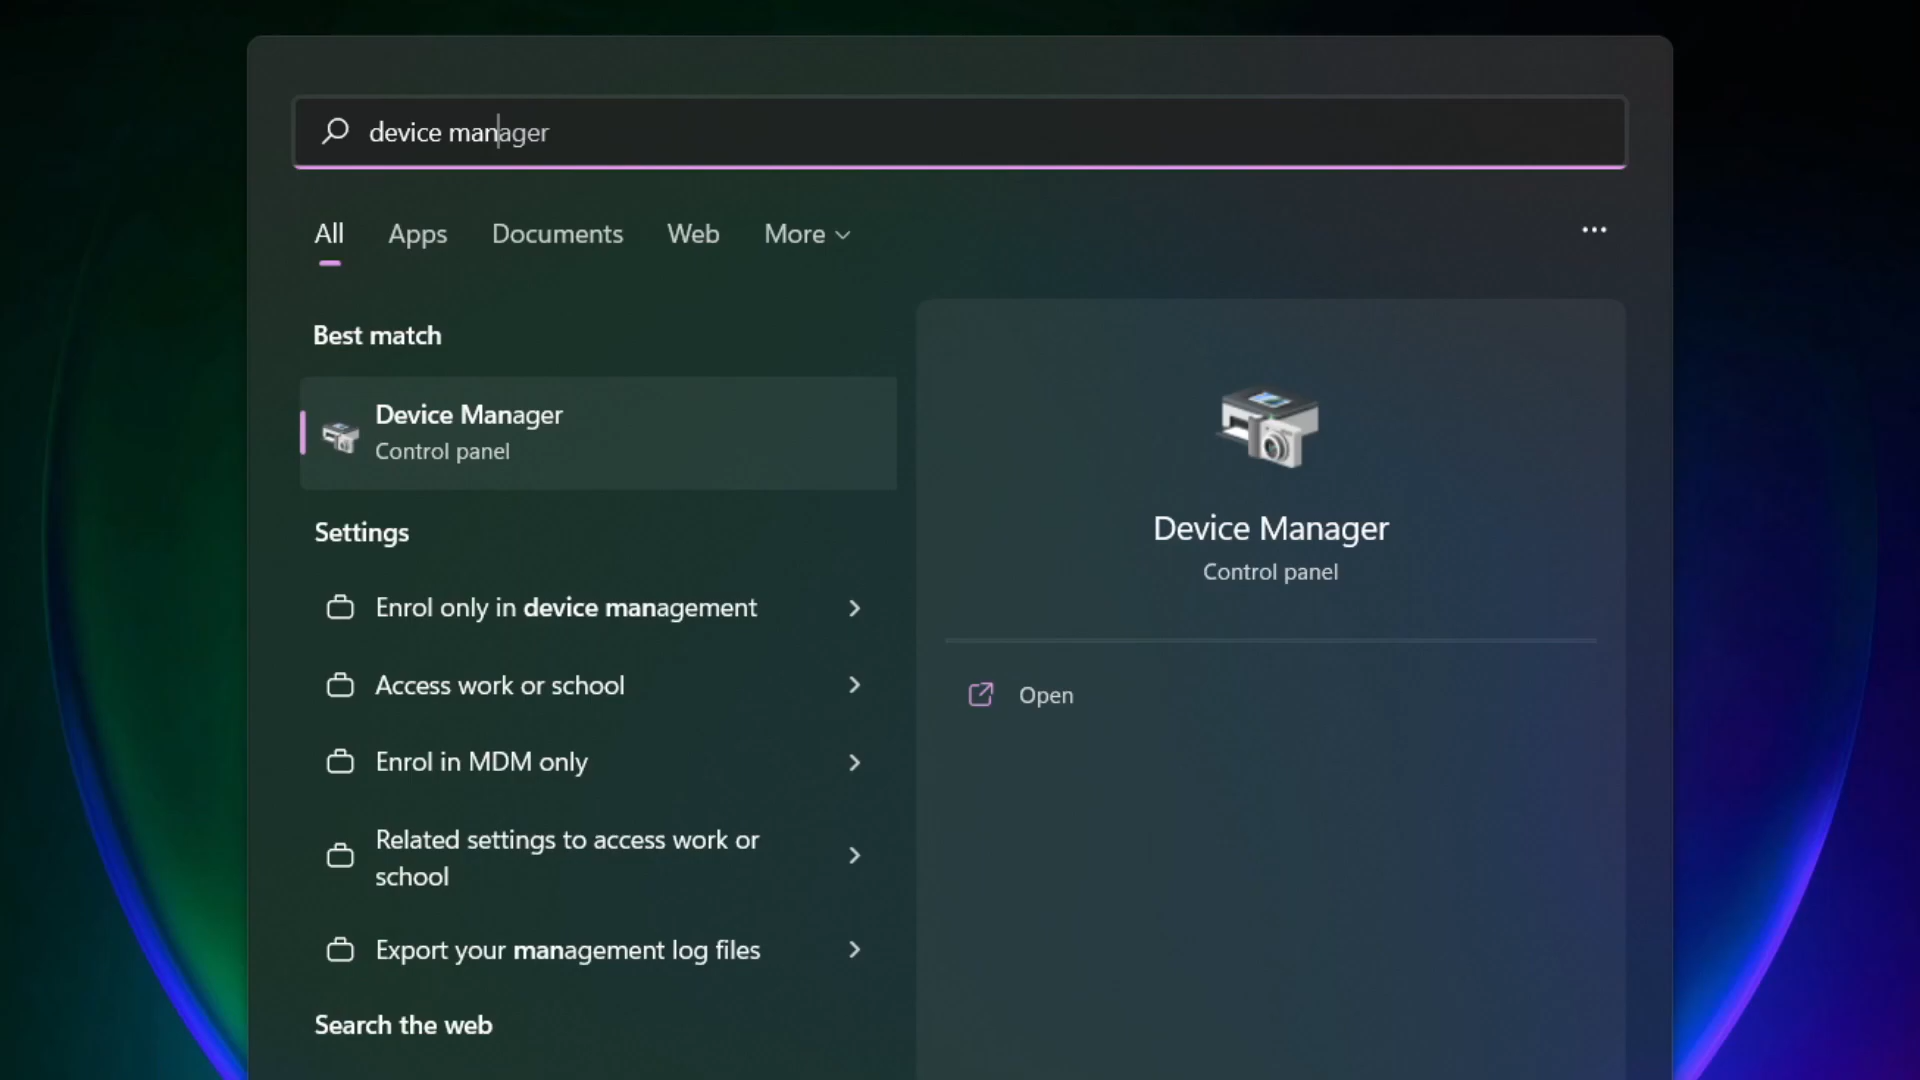 device manager
All Apps Documents Web More
Best match
Device Manager
Control panel
Settings
Enrol only in device management
Access work or school
Enrol in MDM only
Related settings to access work or
school
Export your management log files
Search the web
Device Manager
Control panel
Open